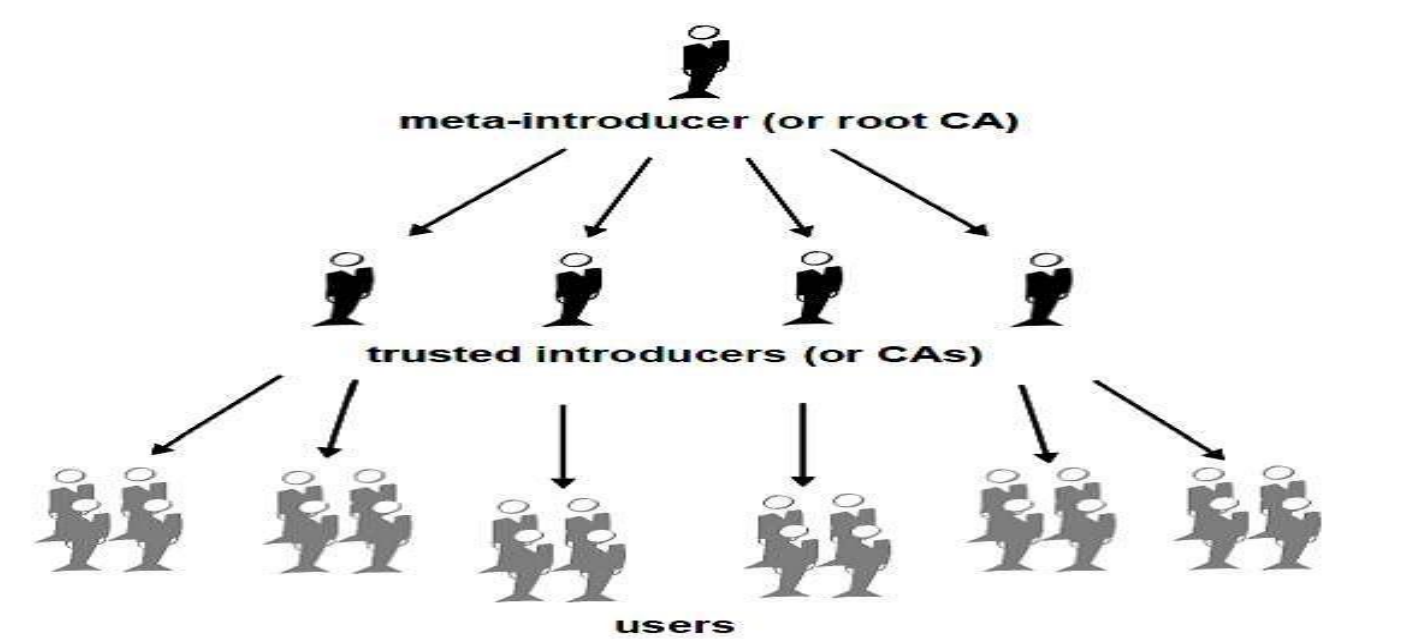 meta-introducer (or root CA)
trusted introducers (or CAs)
users